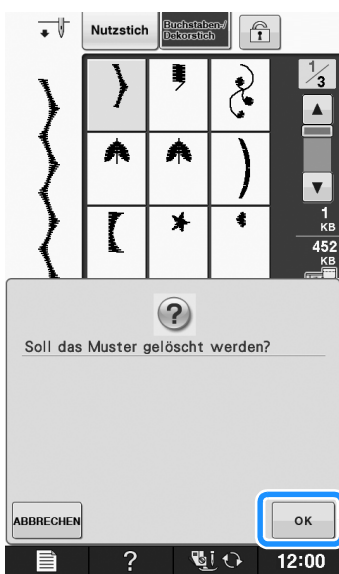 Nutzstich
Buchstaben-/
Dekorstich
1/3
1
KB
452
KB
?
Soll das Muster gelöscht werden?
ABBRECHEN
OK
?
12:00